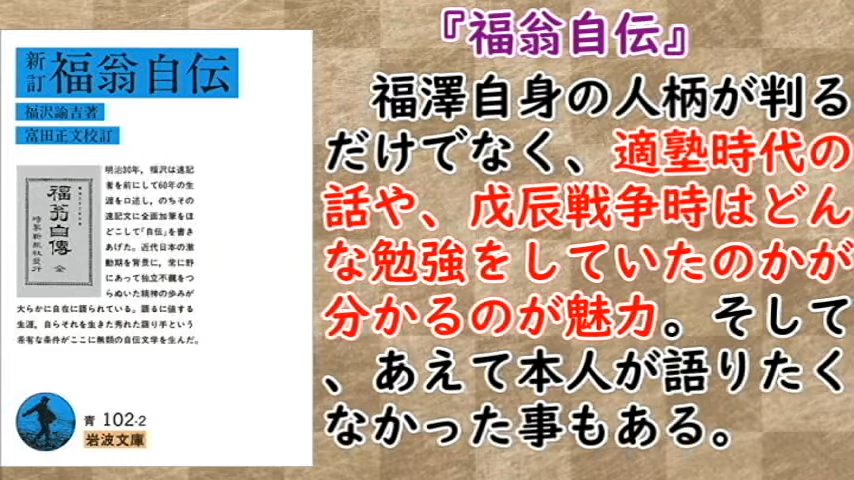 『福翁自伝』
福澤自身の人柄が判る
だけでなく、適塾時代の
話や、戊辰戦争時はどん
な勉強をしていたのかが
分かるのが魅力。そして
、あえて本人が語りたく
なかった事もある。
新訂 福翁自伝
福沢諭吉著
富田正文校訂
明治30年，福沢は速記
者を前にして60年の生
涯を口述し，のちその
速記文に全面加筆をほ
どこして『自伝』を書き
あげた。近代日本の激
動期を背景に，常に野
にあって独立不羈をつ
らぬいた精神の歩みが
大らかに自在に語られている。語るに値する
生涯，自らそれを生きた秀れた語り手という
希有な条件がここに無類の自伝文学を生んだ。
福翁自傳 全
時事新報社發行
青 102-2
岩波文庫